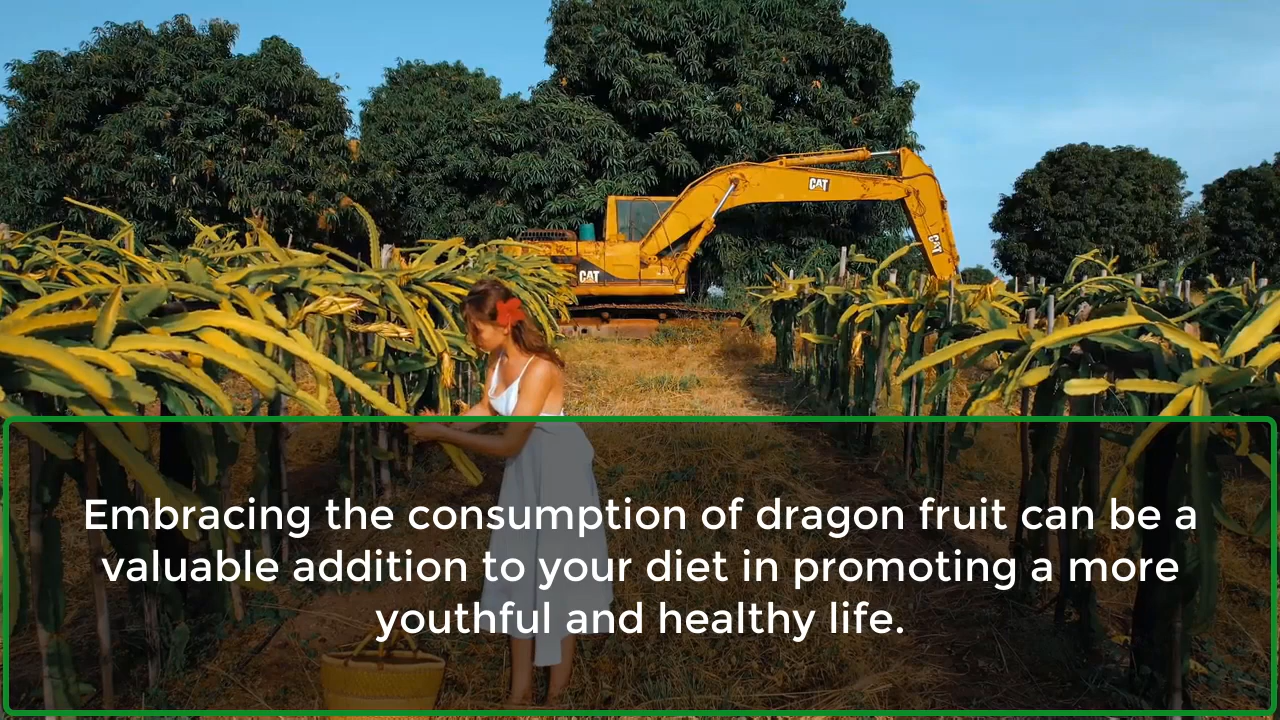 CAT
CAT
CAT
Embracing the consumption of dragon fruit can be a
valuable addition to your diet in promoting a more
youthful and healthy life.